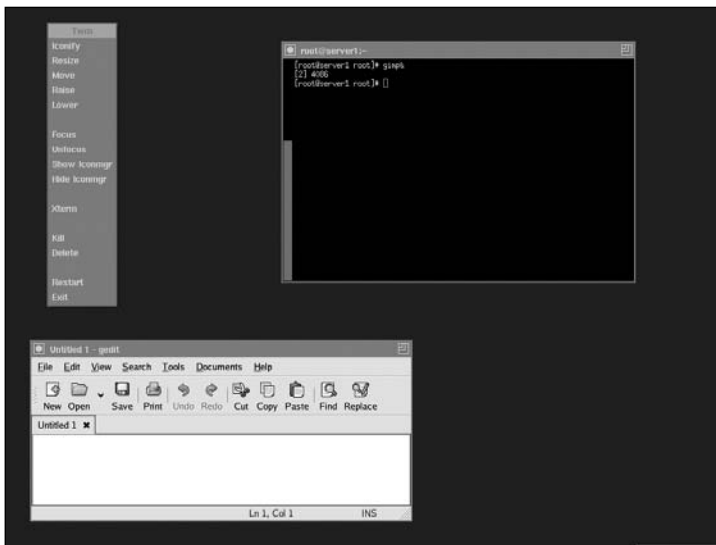 Twm
Iconify
Resize
Move
Raise
Lower
Focus
Unfocus
Show Iconmgr
Hide Iconmgr
Xterm
Kill
Delete
Restart
Exit
root@server1:~
[root@server1 root]# gimp&
[2] 4086
[root@server1 root]#
Untitled 1 - gedit
File Edit View Search Tools Documents Help
New Open Save Print Undo Redo Cut Copy Paste Find Replace
Untitled 1
Ln 1, Col 1 INS